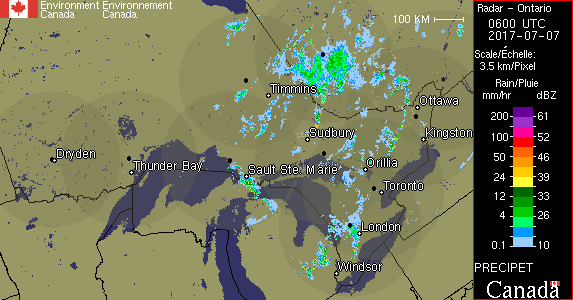 Environment Environnement
Canada Canada
100 KM
Timmins
Ottawa
Sudbury
Kingston
Dryden
Thunder Bay
Sault Ste. Marie
Orillia
Toronto
London
Windsor
Radar - Ontario
0600 UTC
2017-07-07
Scale/Échelle:
3.5 km/Pixel
Rain/Pluie
mm/hr dBZ
200 61
100 52
50 46
24 39
12 33
4 26
0.1 10
PRECIPET
Canada